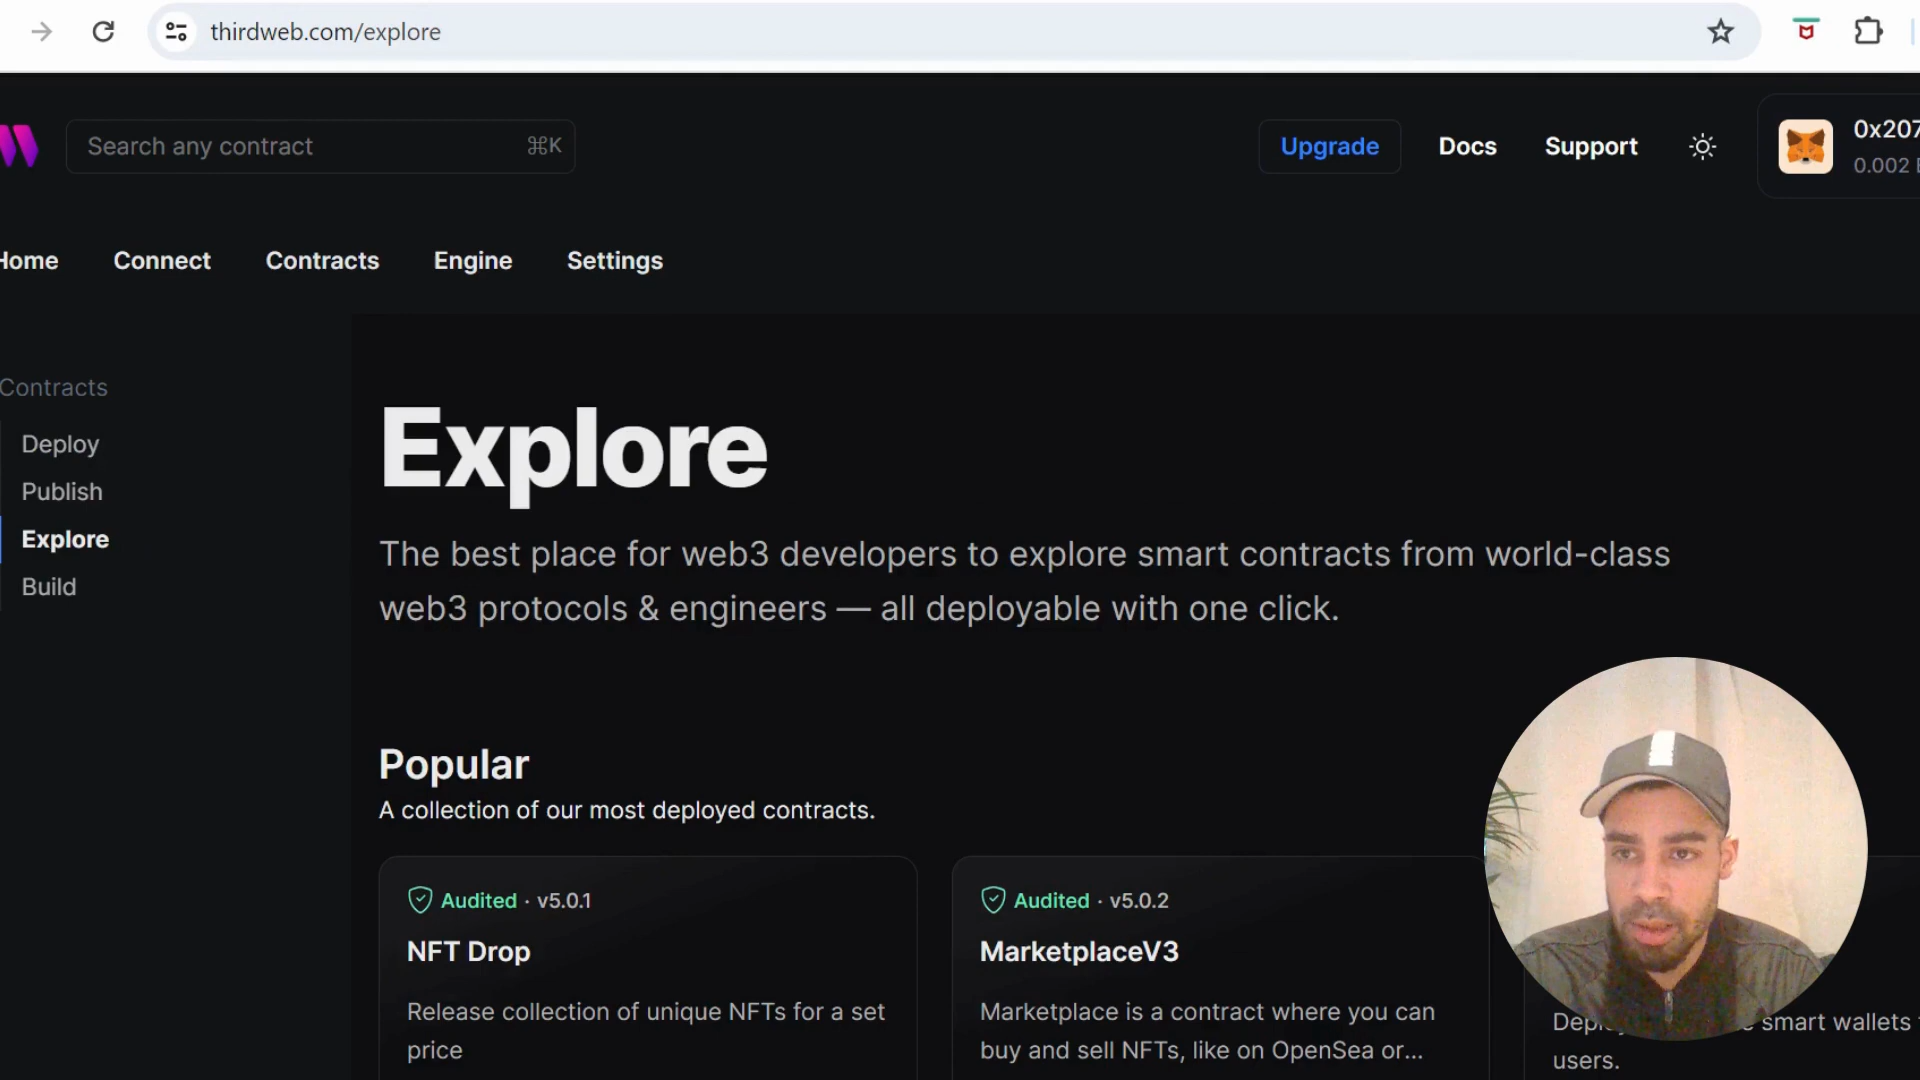 thirdweb.com/explore
Search any contract ⌘K
Upgrade Docs Support
0x207
0.002
Home Connect Contracts Engine Settings
Contracts
Deploy
Publish
Explore
Build
Explore
The best place for web3 developers to explore smart contracts from world-class
web3 protocols & engineers — all deployable with one click.
Popular
A collection of our most deployed contracts.
Audited · v5.0.1
NFT Drop
Release collection of unique NFTs for a set
price
Audited · v5.0.2
MarketplaceV3
Marketplace is a contract where you can
buy and sell NFTs, like on OpenSea or...
smart wallets
users.